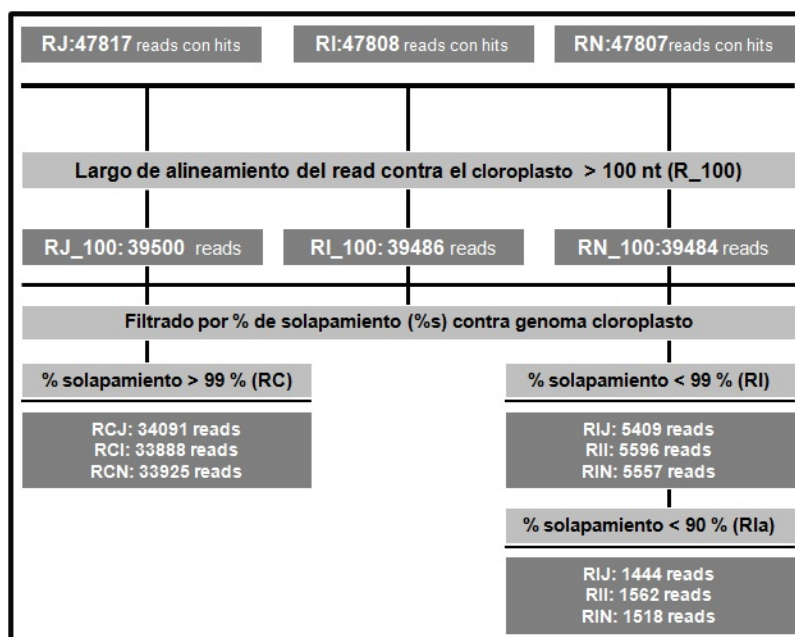 RJ:47817 reads con hits
RI:47808 reads con hits
RN:47807reads con hits
Largo de alineamiento del read contra el cloroplasto > 100 nt (R_100)
RJ_100: 39500 reads
RI_100:39486 reads
RN_100:39484 reads
Filtrado por % de solapamiento (%s) contra genoma cloroplasto
% solapamiento > 99 % (RC)
RCJ: 34091 reads
RCI: 33888 reads
RCN: 33925 reads
% solapamiento < 99 % (RI)
RIJ: 5409 reads
RII: 5596 reads
RIN: 5557 reads
% solapamiento < 90 % (RIa)
RIJ: 1444 reads
RII: 1562 reads
RIN: 1518 reads